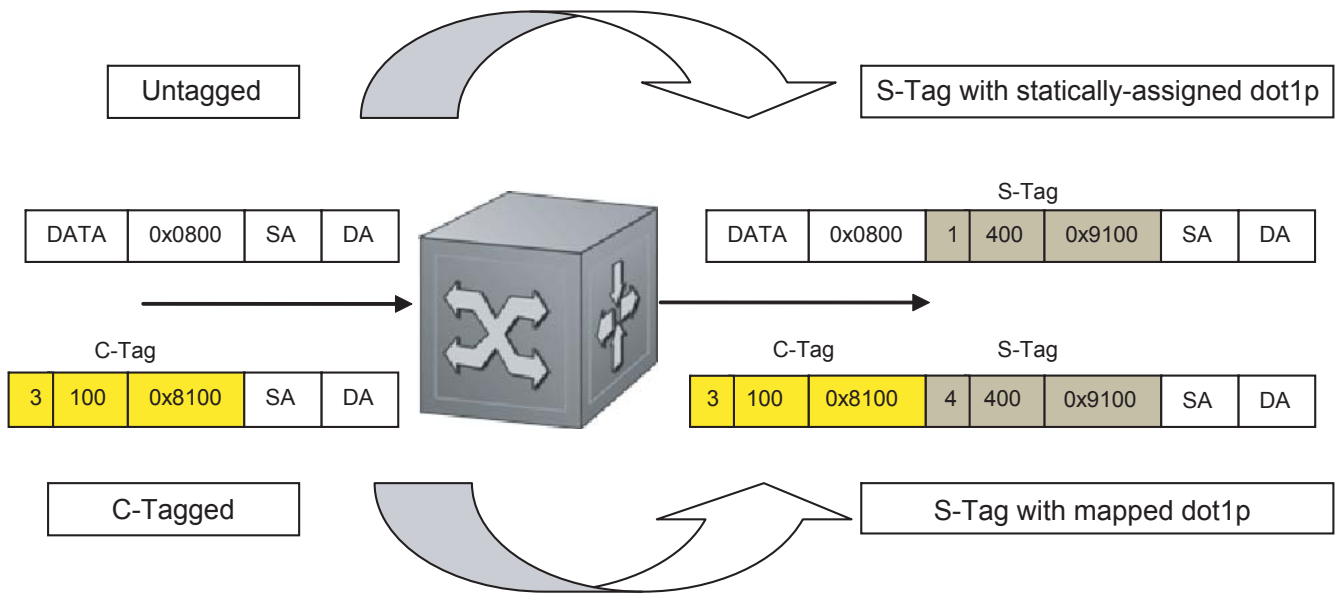 Untagged
S-Tag with statically-assigned dot1p
S-Tag
DATA 0x0800 SA DA
DATA 0x0800 1 400 0x9100 SA DA
C-Tag
C-Tag S-Tag
3 100 0x8100 SA DA
3 100 0x8100 4 400 0x9100 SA DA
C-Tagged
S-Tag with mapped dot1p